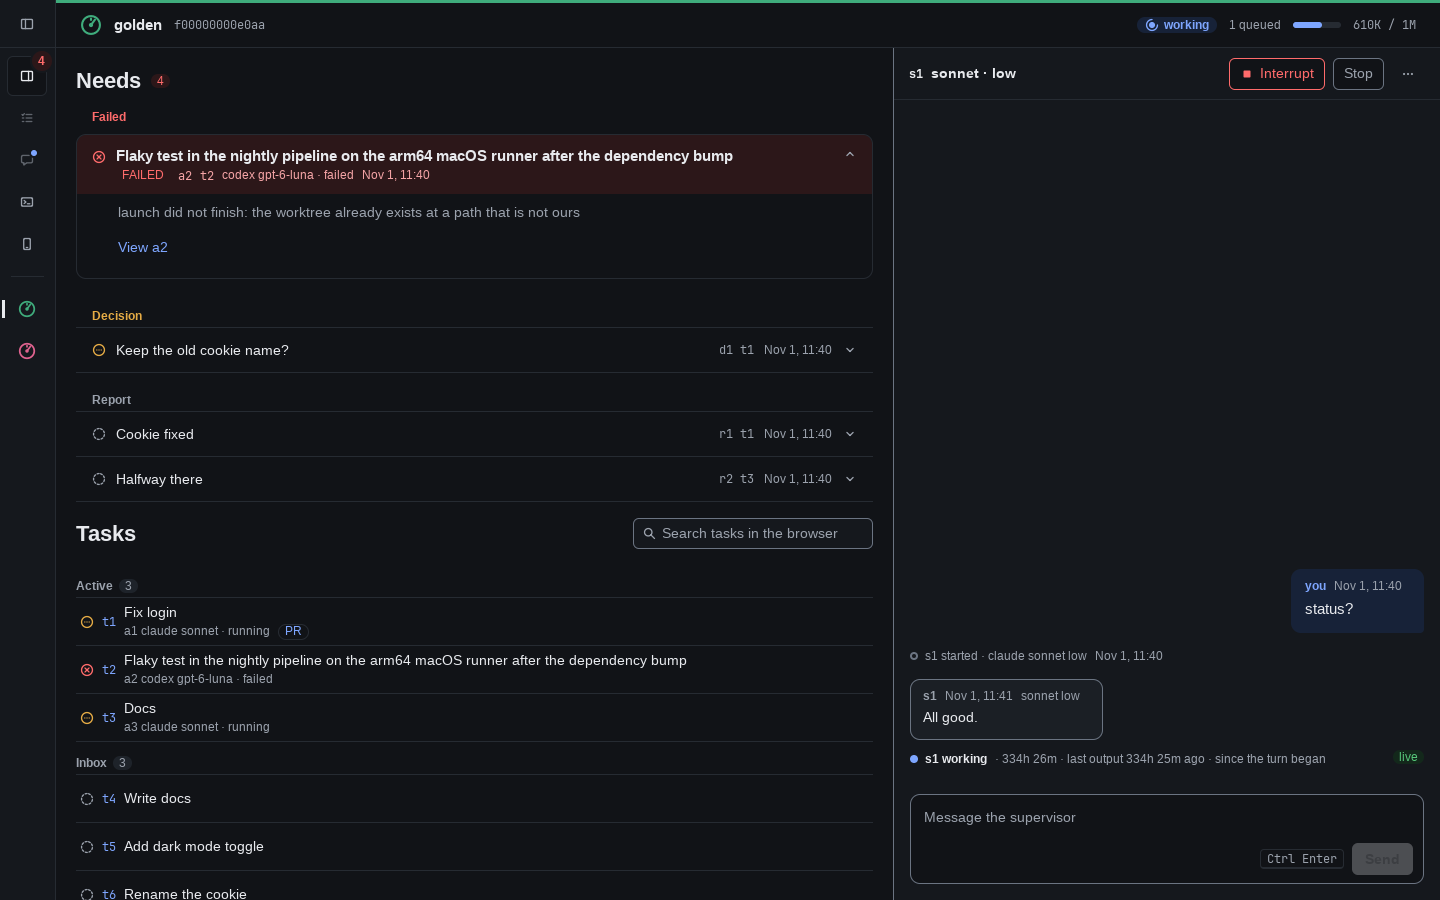 golden f00000000e0aa
working 1 queued 610K / 1M
4
Needs 4
Failed
Flaky test in the nightly pipeline on the arm64 macOS runner after the dependency bump
FAILED a2 t2 codex gpt-6-luna · failed Nov 1, 11:40
launch did not finish: the worktree already exists at a path that is not ours
View a2
Decision
Keep the old cookie name? d1 t1 Nov 1, 11:40
Report
Cookie fixed r1 t1 Nov 1, 11:40
Halfway there r2 t3 Nov 1, 11:40
Tasks
Search tasks in the browser
Active 3
t1 Fix login
a1 claude sonnet · running PR
t2 Flaky test in the nightly pipeline on the arm64 macOS runner after the dependency bump
a2 codex gpt-6-luna · failed
t3 Docs
a3 claude sonnet · running
Inbox 3
t4 Write docs
t5 Add dark mode toggle
t6 Rename the cookie
s1 sonnet · low Interrupt Stop
you Nov 1, 11:40
status?
s1 started · claude sonnet low Nov 1, 11:40
s1 Nov 1, 11:41 sonnet low
All good.
s1 working · 334h 26m · last output 334h 25m ago · since the turn began live
Message the supervisor
Ctrl Enter Send